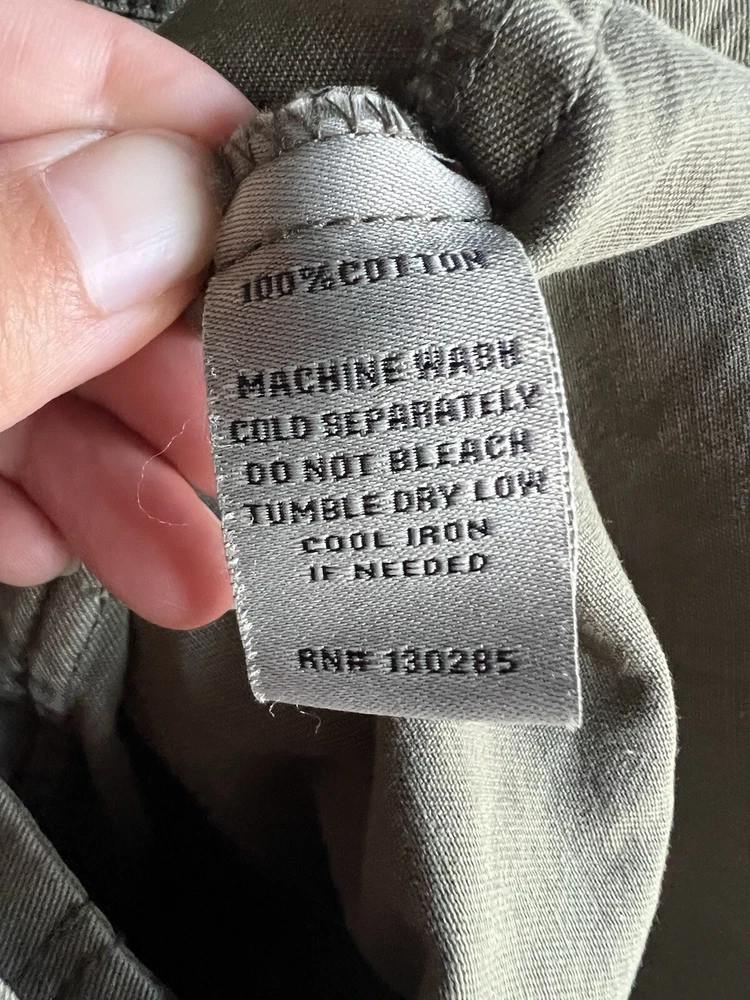 100% COTTON
MACHINE WASH
COLD SEPARATELY
DO NOT BLEACH
TUMBLE DRY LOW
COOL IRON
IF NEEDED
RN# 130285